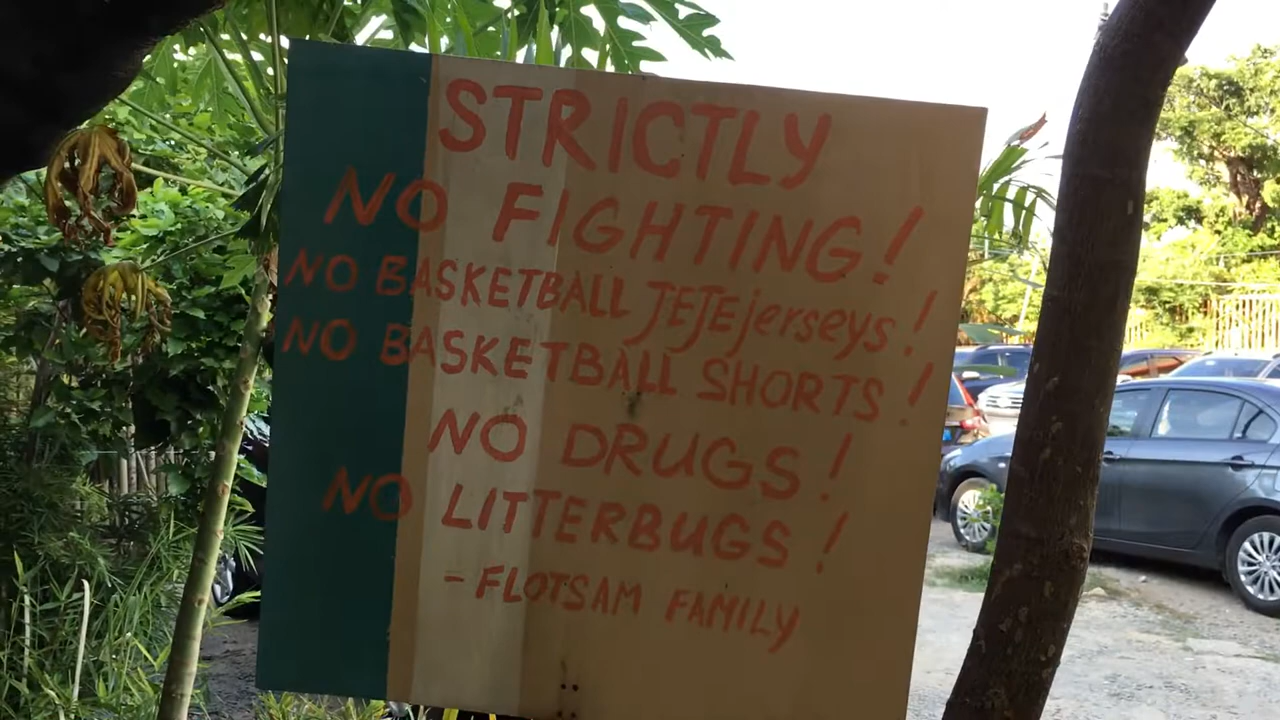 STRICTLY
NO FIGHTING!
NO BASKETBALL JEJEjerseys!
NO BASKETBALL SHORTS!
NO DRUGS!
NO LITTERBUGS!
- FLOTSAM FAMILY